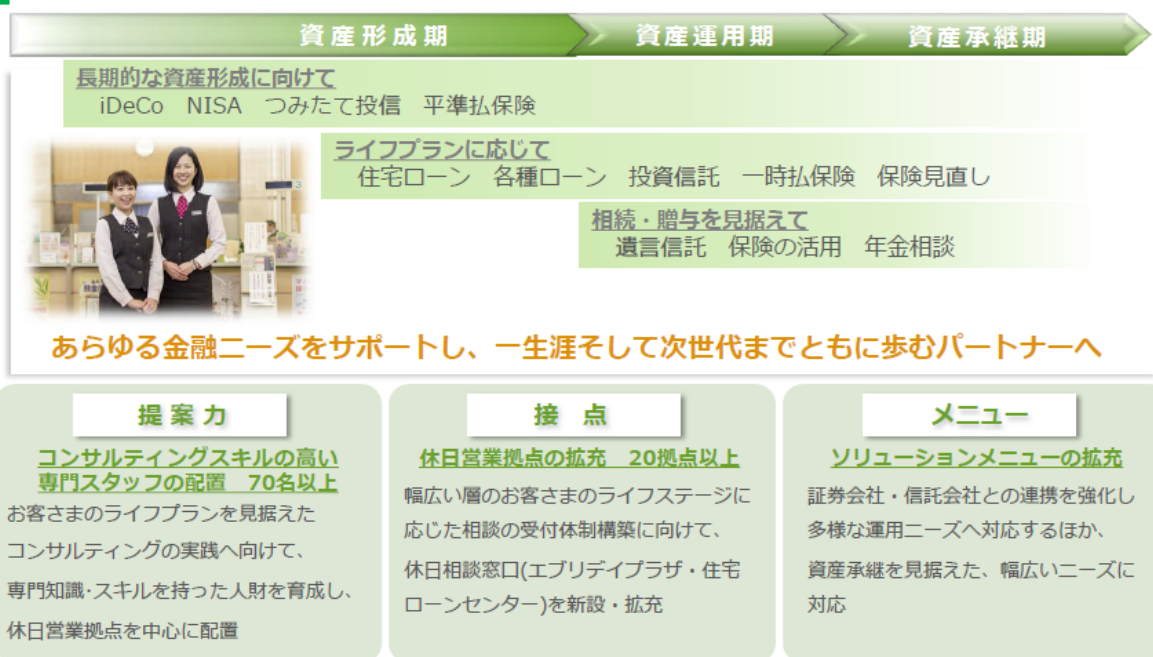 資産形成期
資産運用期
資産承継期
長期的な資産形成に向けて
iDeCo NISA つみたて投信 平準払保険
ライフプランに応じて
住宅ローン 各種ローン 投資信託 一時払保険 保険見直し
相続・贈与を見据えて
遺言信託 保険の活用 年金相談
あらゆる金融ニーズをサポートし、一生涯そして次世代までともに歩むパートナーへ
提案力
コンサルティングスキルの高い
専門スタッフの配置 70名以上
お客さまのライフプランを見据えた
コンサルティングの実践へ向けて、
専門知識・スキルを持った人財を育成し、
休日営業拠点を中心に配置
接 点
休日営業拠点の拡充 20拠点以上
幅広い層のお客さまのライフステージに
応じた相談の受付体制構築に向けて、
休日相談窓口(エブリデイプラザ・住宅
ローンセンター)を新設・拡充
メニュー
ソリューションメニューの拡充
証券会社・信託会社との連携を強化し
多様な運用ニーズへ対応するほか、
資産承継を見据えた、幅広いニーズに
対応